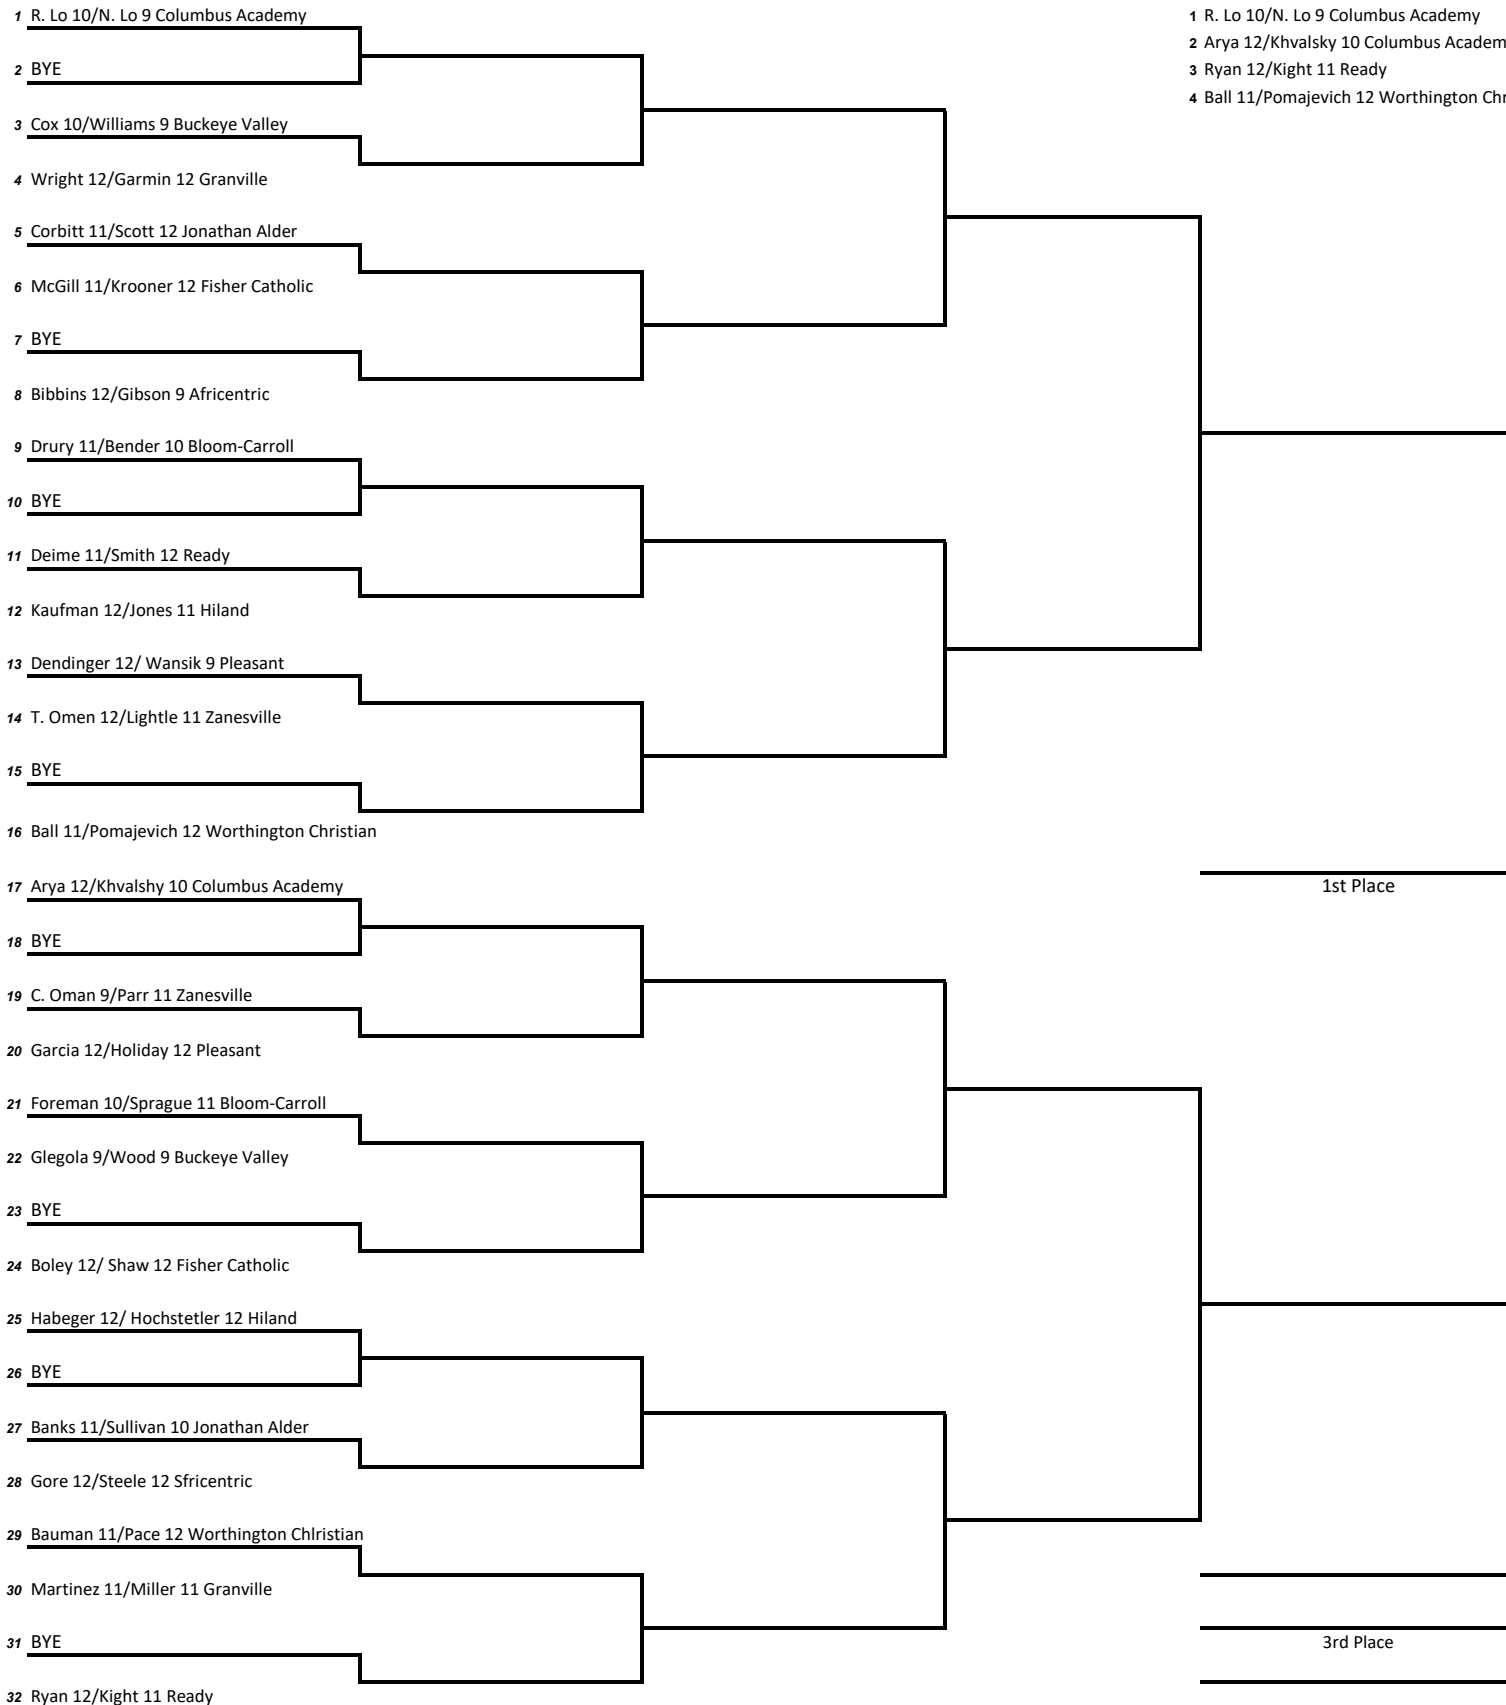 1 R. Lo 10/N. Lo 9 Columbus Academy
2 BYE
3 Cox 10/Williams 9 Buckeye Valley
4 Wright 12/Garmin 12 Granville
5 Corbitt 11/Scott 12 Jonathan Alder
6 McGill 11/Krooner 12 Fisher Catholic
7 BYE
8 Bibbins 12/Gibson 9 Africentric
9 Drury 11/Bender 10 Bloom-Carroll
10 BYE
11 Deime 11/Smith 12 Ready
12 Kaufman 12/Jones 11 Hiland
13 Dendinger 12/ Wansik 9 Pleasant
14 T. Omen 12/Lightle 11 Zanesville
15 BYE
16 Ball 11/Pomajevich 12 Worthington Christian
17 Arya 12/Khvalshy 10 Columbus Academy
18 BYE
19 C. Oman 9/Parr 11 Zanesville
20 Garcia 12/Holiday 12 Pleasant
21 Foreman 10/Sprague 11 Bloom-Carroll
22 Glegola 9/Wood 9 Buckeye Valley
23 BYE
24 Boley 12/ Shaw 12 Fisher Catholic
25 Habeger 12/ Hochstetler 12 Hiland
26 BYE
27 Banks 11/Sullivan 10 Jonathan Alder
28 Gore 12/Steele 12 Sfricentric
29 Bauman 11/Pace 12 Worthington Chlristian
30 Martinez 11/Miller 11 Granville
31 BYE
32 Ryan 12/Kight 11 Ready
1 R. Lo 10/N. Lo 9 Columbus Academy
2 Arya 12/Khvalsky 10 Columbus Academ
3 Ryan 12/Kight 11 Ready
4 Ball 11/Pomajevich 12 Worthington Chr
1st Place
3rd Place